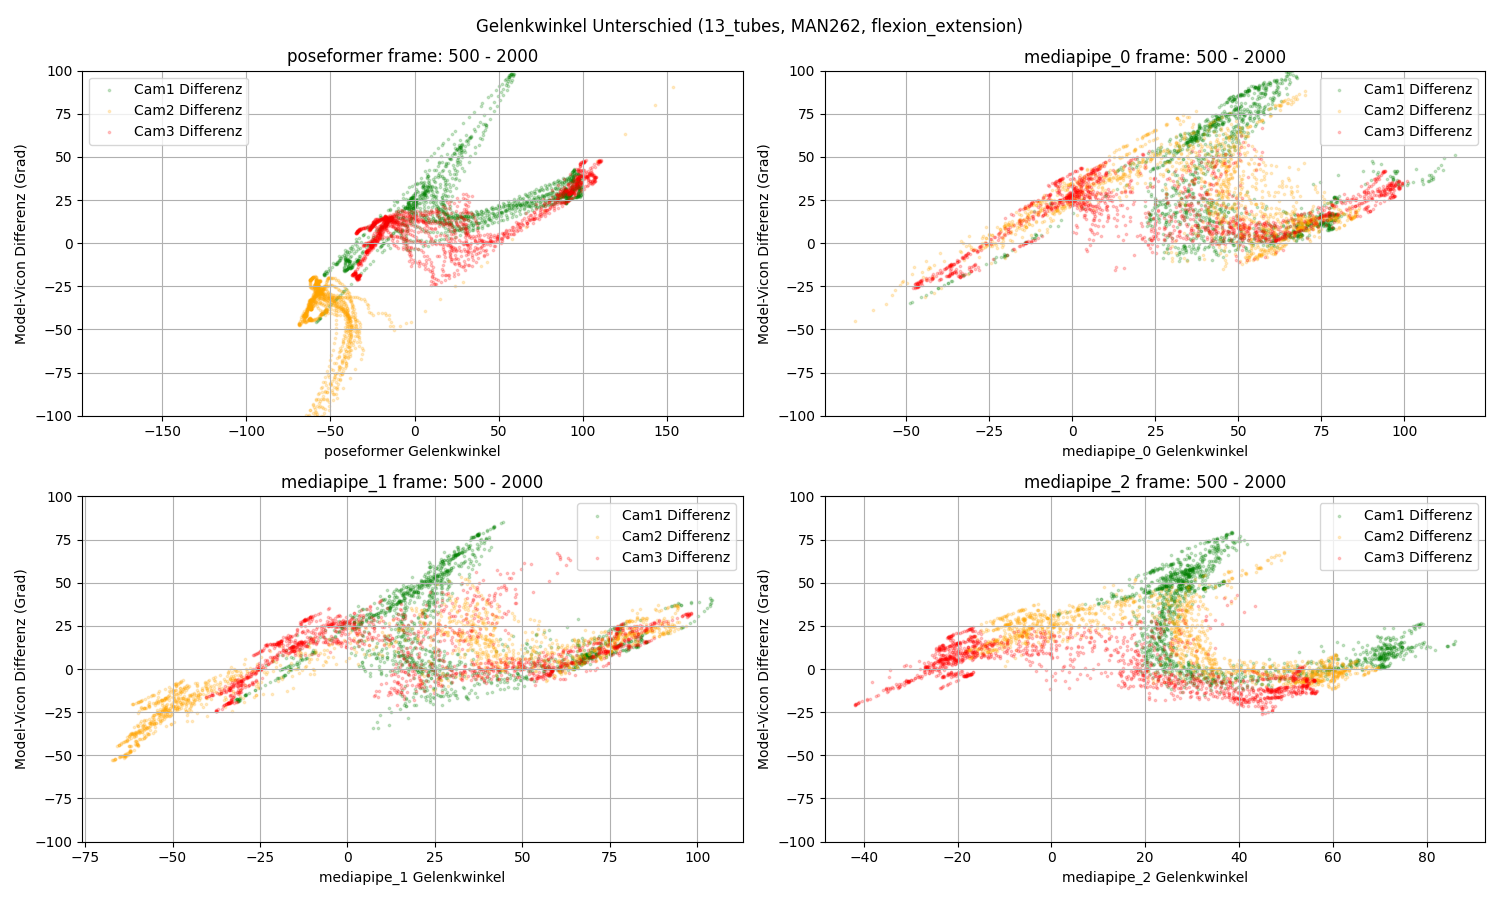 Gelenkwinkel Unterschied (13_tubes, MAN262, flexion_extension)
poseformer frame: 500 - 2000
100
75
50
25
0
−25
−50
−75
−100
Model-Vicon Differenz (Grad)
Cam1 Differenz
Cam2 Differenz
Cam3 Differenz
−150 −100 −50 0 50 100 150
poseformer Gelenkwinkel
mediapipe_0 frame: 500 - 2000
100
75
50
25
0
−25
−50
−75
−100
Model-Vicon Differenz (Grad)
Cam1 Differenz
Cam2 Differenz
Cam3 Differenz
−50 −25 0 25 50 75 100
mediapipe_0 Gelenkwinkel
mediapipe_1 frame: 500 - 2000
100
75
50
25
0
−25
−50
−75
−100
Model-Vicon Differenz (Grad)
Cam1 Differenz
Cam2 Differenz
Cam3 Differenz
−75 −50 −25 0 25 50 75 100
mediapipe_1 Gelenkwinkel
mediapipe_2 frame: 500 - 2000
100
75
50
25
0
−25
−50
−75
−100
Model-Vicon Differenz (Grad)
Cam1 Differenz
Cam2 Differenz
Cam3 Differenz
−40 −20 0 20 40 60 80
mediapipe_2 Gelenkwinkel